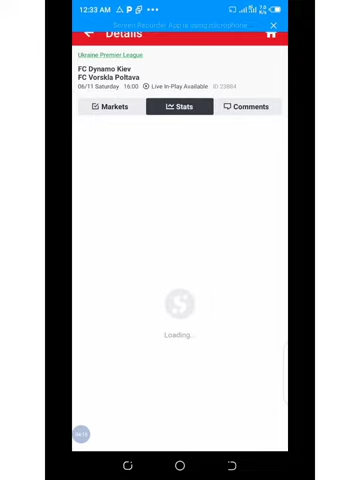 12:33 AM
Screen Recorder App is using microphone
Details
Ukraine Premier League
FC Dynamo Kiev
FC Vorskla Poltava
06/11 Saturday 16:00 Live In-Play Available ID 29884
Markets Stats Comments
Loading...